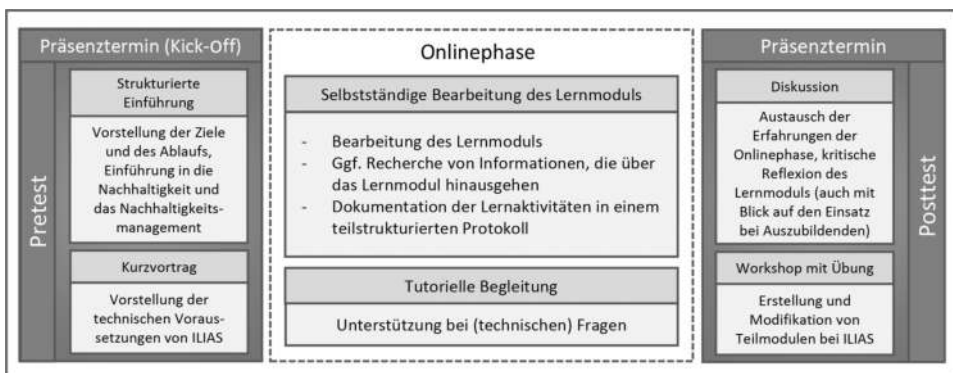 Präsenztermin (Kick-Off)
Pretest
Strukturierte
Einführung
Vorstellung der Ziele
und des Ablaufs,
Einführung in die
Nachhaltigkeit und
das Nachhaltigkeits-
management
Kurzvortrag
Vorstellung der
technischen Voraus-
setzungen von ILIAS
Onlinephase
Selbstständige Bearbeitung des Lernmoduls
- Bearbeitung des Lernmoduls
- Ggf. Recherche von Informationen, die über
das Lernmodul hinausgehen
- Dokumentation der Lernaktivitäten in einem
teilstrukturierten Protokoll
Tutorielle Begleitung
Unterstützung bei (technischen) Fragen
Präsenztermin
Diskussion
Austausch der
Erfahrungen der
Onlinephase, kritische
Reflexion des
Lernmoduls (auch mit
Blick auf den Einsatz
bei Auszubildenden)
Workshop mit Übung
Erstellung und
Modifikation von
Teilmodulen bei ILIAS
Posttest